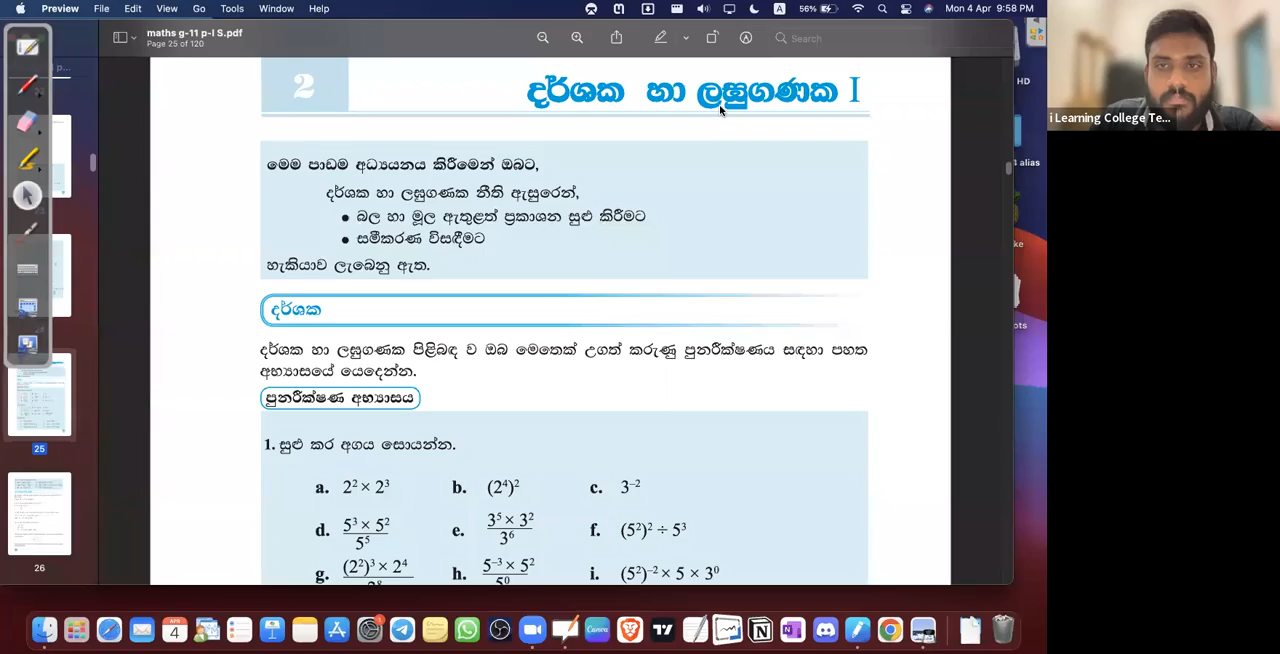 Preview File Edit View Go Tools Window Help
56% Mon 4 Apr 9:58 PM
maths g-11 p-I S.pdf
Page 25 of 120
Search
i Learning College Te...
HD
2
දර්ශක හා ලඝුගණක I
මෙම පාඩම අධ්‍යයනය කිරීමෙන් ඔබට,
දර්ශක හා ලඝුගණක නීති ඇසුරෙන්,
● බල හා මූල ඇතුළත් ප්‍රකාශන සුළු කිරීමට
● සමීකරණ විසඳීමට
හැකියාව ලැබෙනු ඇත.
දර්ශක
දර්ශක හා ලඝුගණක පිළිබඳ ව ඔබ මෙතෙක් උගත් කරුණු පුනරීක්ෂණය සඳහා පහත
අභ්‍යාසයේ යෙදෙන්න.
පුනරීක්ෂණ අභ්‍යාසය
1. සුළු කර අගය සොයන්න.
a. 2² × 2³ b. (2⁴)² c. 3⁻²
d. (5³ × 5²)/5⁵ e. (3⁵ × 3²)/3⁶ f. (5²)² ÷ 5³
g. (2²)³ × 2⁴ h. (5⁻³ × 5²)/5⁰ i. (5²)⁻² × 5 × 3⁰
25
26
alias
ke
pts
Canva